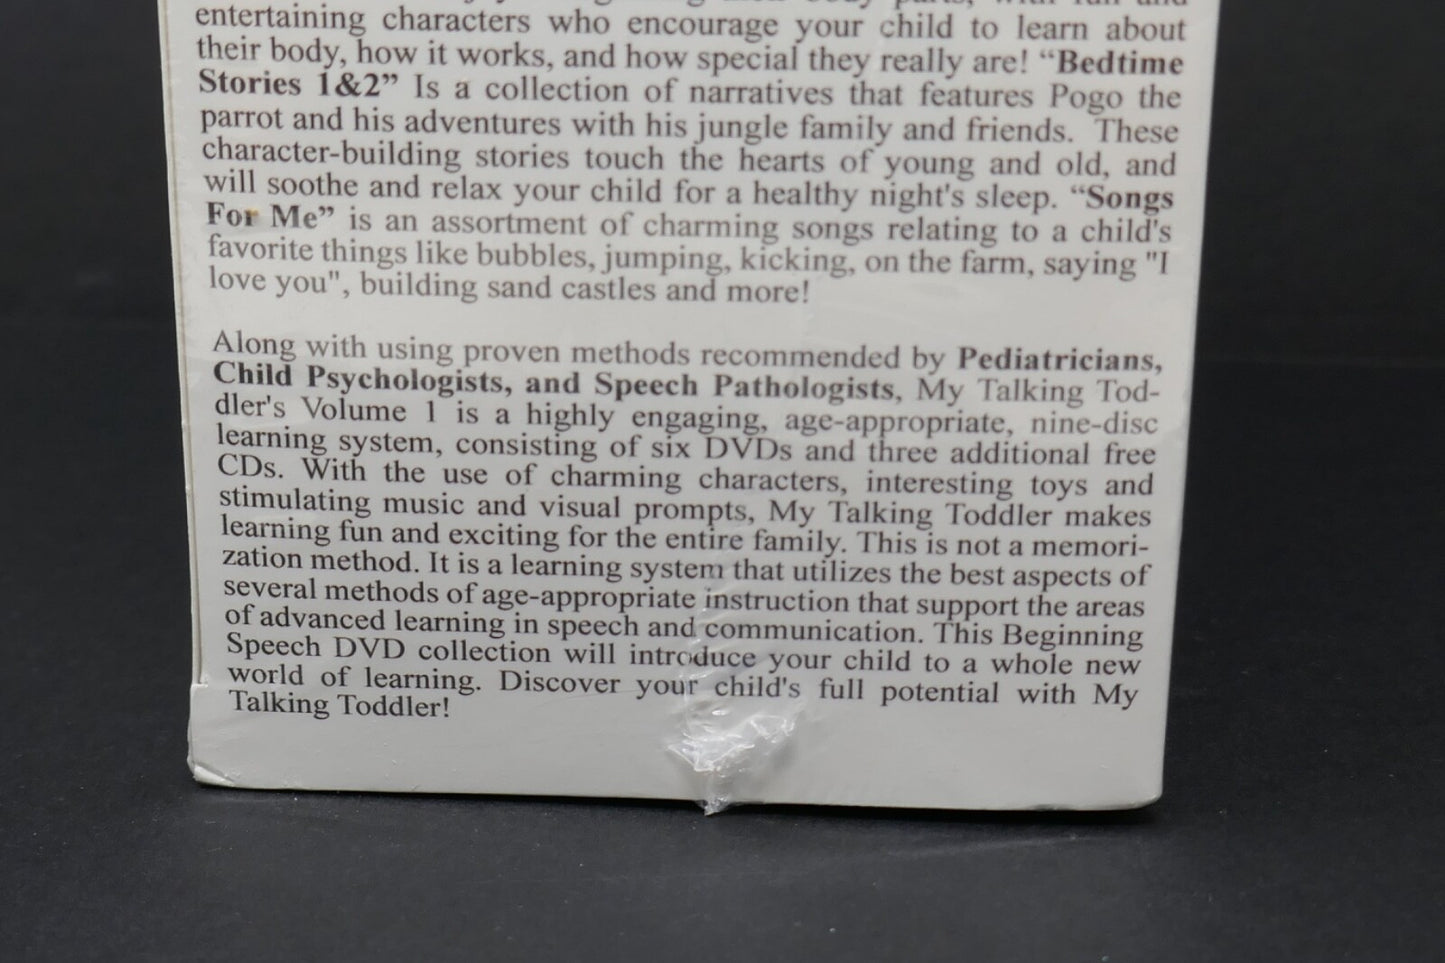 body parts, with fun and
entertaining characters who encourage your child to learn about
their body, how it works, and how special they really are! “Bedtime
Stories 1&2” Is a collection of narratives that features Pogo the
parrot and his adventures with his jungle family and friends. These
character-building stories touch the hearts of young and old, and
will soothe and relax your child for a healthy night's sleep. “Songs
For Me” is an assortment of charming songs relating to a child's
favorite things like bubbles, jumping, kicking, on the farm, saying "I
love you", building sand castles and more!
Along with using proven methods recommended by Pediatricians,
Child Psychologists, and Speech Pathologists, My Talking Tod-
dler's Volume 1 is a highly engaging, age-appropriate, nine-disc
learning system, consisting of six DVDs and three additional free
CDs. With the use of charming characters, interesting toys and
stimulating music and visual prompts, My Talking Toddler makes
learning fun and exciting for the entire family. This is not a memori-
zation method. It is a learning system that utilizes the best aspects of
several methods of age-appropriate instruction that support the areas
of advanced learning in speech and communication. This Beginning
Speech DVD collection will introduce your child to a whole new
world of learning. Discover your child's full potential with My
Talking Toddler!